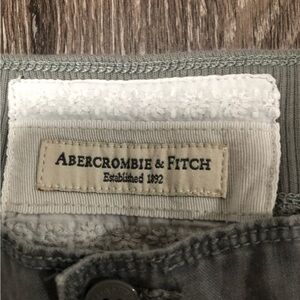 ABERCROMBIE & FITCH
Established 1892